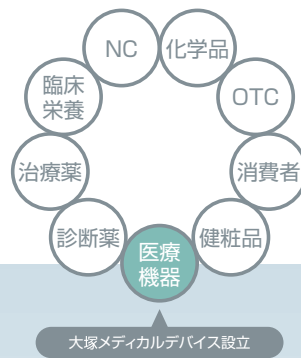 NC
化学品
臨床
栄養
OTC
治療薬
消費者
診断薬
医療
機器
健粧品
大塚メディカルデバイス設立